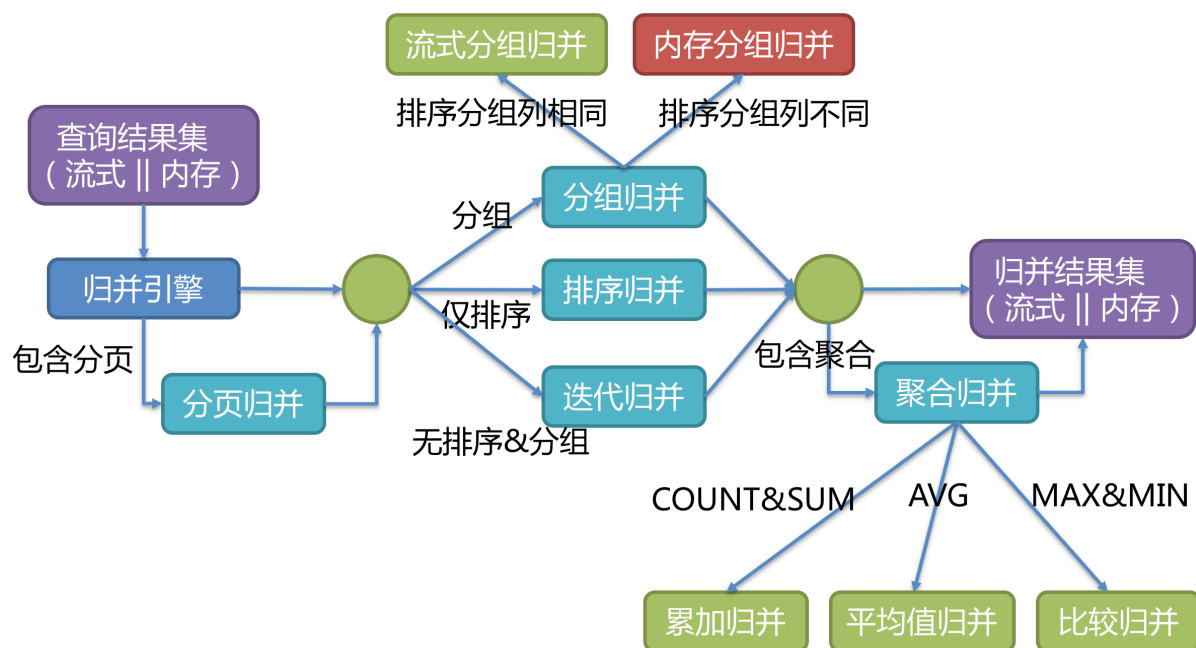 流式分组归并
内存分组归并
排序分组列相同
排序分组列不同
查询结果集
（流式 || 内存）
分组归并
分组
归并引擎
排序归并
仅排序
归并结果集
（流式 || 内存）
包含分页
包含聚合
分页归并
迭代归并
聚合归并
无排序&分组
COUNT&SUM
AVG
MAX&MIN
累加归并
平均值归并
比较归并